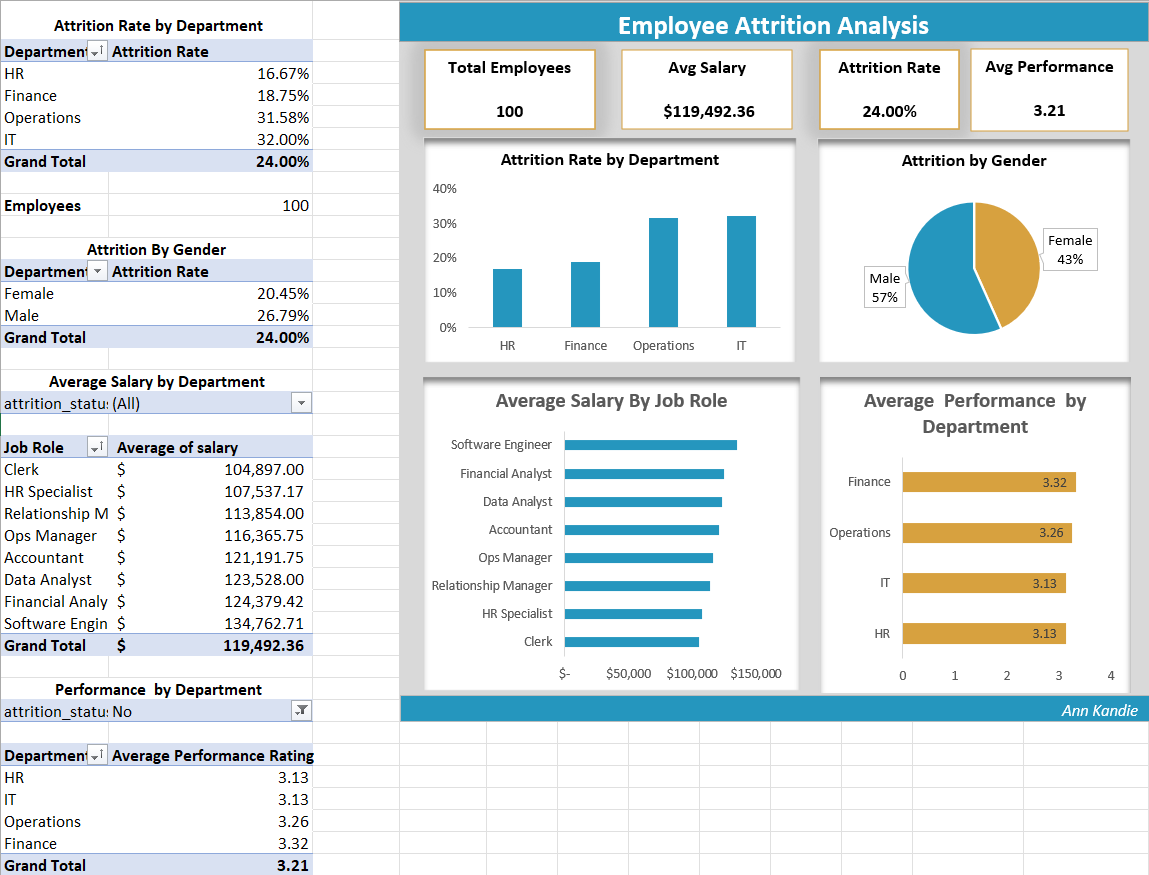 Attrition Rate by Department
Department Attrition Rate
HR 16.67%
Finance 18.75%
Operations 31.58%
IT 32.00%
Grand Total 24.00%
Employees 100
Attrition By Gender
Department Attrition Rate
Female 20.45%
Male 26.79%
Grand Total 24.00%
Average Salary by Department
attrition_status (All)
Job Role Average of salary
Clerk $ 104,897.00
HR Specialist $ 107,537.17
Relationship M $ 113,854.00
Ops Manager $ 116,365.75
Accountant $ 121,191.75
Data Analyst $ 123,528.00
Financial Analy $ 124,379.42
Software Engin $ 134,762.71
Grand Total $ 119,492.36
Performance by Department
attrition_status No
Department Average Performance Rating
HR 3.13
IT 3.13
Operations 3.26
Finance 3.32
Grand Total 3.21
Employee Attrition Analysis
Total Employees
100
Avg Salary
$119,492.36
Attrition Rate
24.00%
Avg Performance
3.21
Attrition Rate by Department
40%
30%
20%
10%
0%
HR Finance Operations IT
Attrition by Gender
Female
43%
Male
57%
Average Salary By Job Role
Software Engineer
Financial Analyst
Data Analyst
Accountant
Ops Manager
Relationship Manager
HR Specialist
Clerk
$- $50,000 $100,000 $150,000
Average Performance by
Department
Finance 3.32
Operations 3.26
IT 3.13
HR 3.13
0 1 2 3 4
Ann Kandie